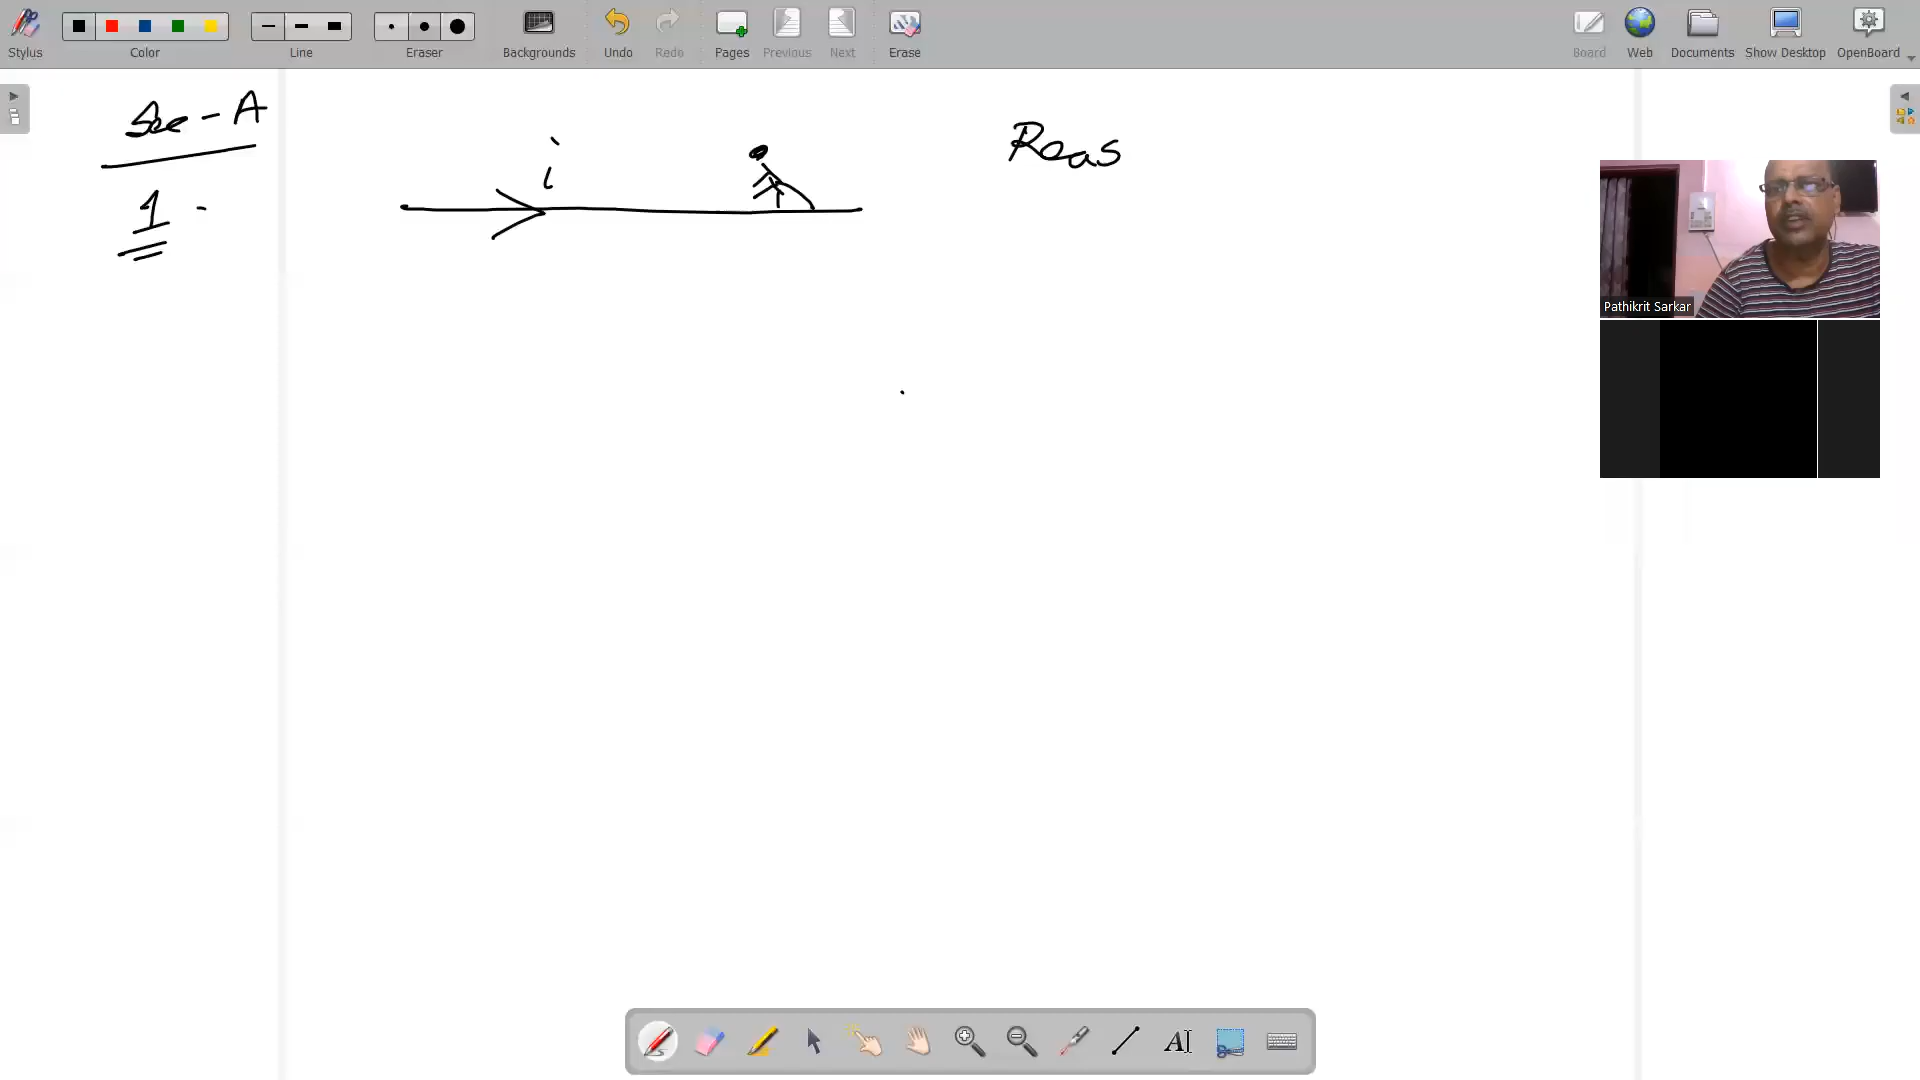 Stylus
Color
Line
Eraser
Backgrounds
Undo
Redo
Pages
Previous
Next
Erase
Board
Web
Documents
Show Desktop
OpenBoard
Sec - A
1 -
i
Reas
Pathikrit Sarkar